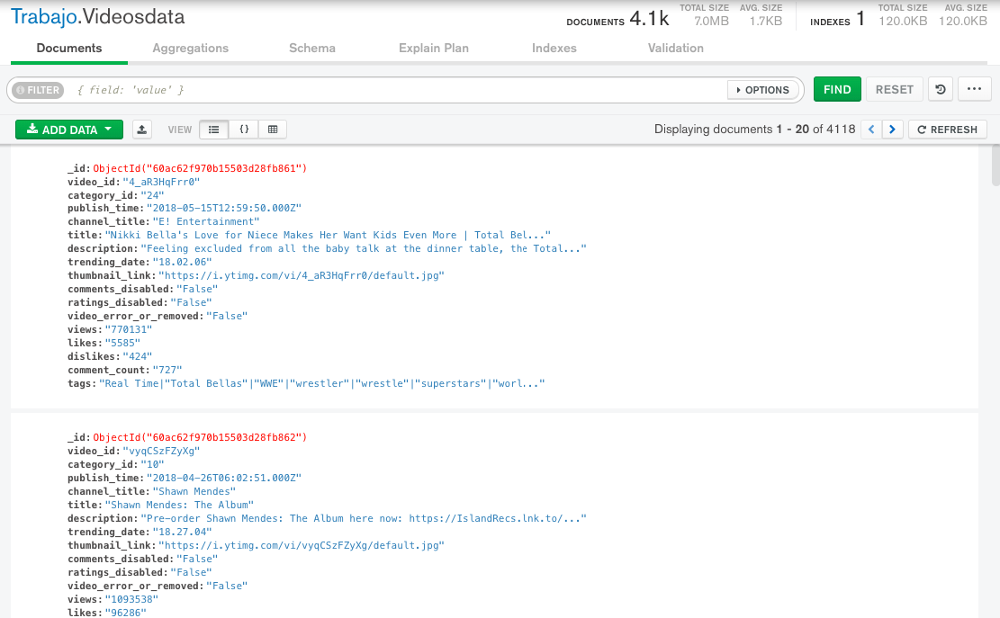 Trabajo.Videosdata
DOCUMENTS 4.1k TOTAL SIZE 7.0MB AVG. SIZE 1.7KB INDEXES 1 TOTAL SIZE 120.0KB AVG. SIZE 120.0KB
Documents Aggregations Schema Explain Plan Indexes Validation
FILTER { field: 'value' } OPTIONS FIND RESET ...
ADD DATA VIEW {} Displaying documents 1 - 20 of 4118 < > REFRESH
_id: ObjectId("60ac62f970b15503d28fb861")
video_id: "4_aR3HqFrr0"
category_id: "24"
publish_time: "2018-05-15T12:59:50.000Z"
channel_title: "E! Entertainment"
title: "Nikki Bella's Love for Niece Makes Her Want Kids Even More | Total Bel..."
description: "Feeling excluded from all the baby talk at the dinner table, the Total..."
trending_date: "18.02.06"
thumbnail_link: "https://i.ytimg.com/vi/4_aR3HqFrr0/default.jpg"
comments_disabled: "False"
ratings_disabled: "False"
video_error_or_removed: "False"
views: "770131"
likes: "5585"
dislikes: "424"
comment_count: "727"
tags: "Real Time|"Total Bellas"|"WWE"|"wrestler"|"wrestle"|"superstars"|"worl..."
_id: ObjectId("60ac62f970b15503d28fb862")
video_id: "vyqCSzFZyXg"
category_id: "10"
publish_time: "2018-04-26T06:02:51.000Z"
channel_title: "Shawn Mendes"
title: "Shawn Mendes: The Album"
description: "Pre-order Shawn Mendes: The Album here now: https://IslandRecs.lnk.to/..."
trending_date: "18.27.04"
thumbnail_link: "https://i.ytimg.com/vi/vyqCSzFZyXg/default.jpg"
comments_disabled: "False"
ratings_disabled: "False"
video_error_or_removed: "False"
views: "1093538"
likes: "96286"